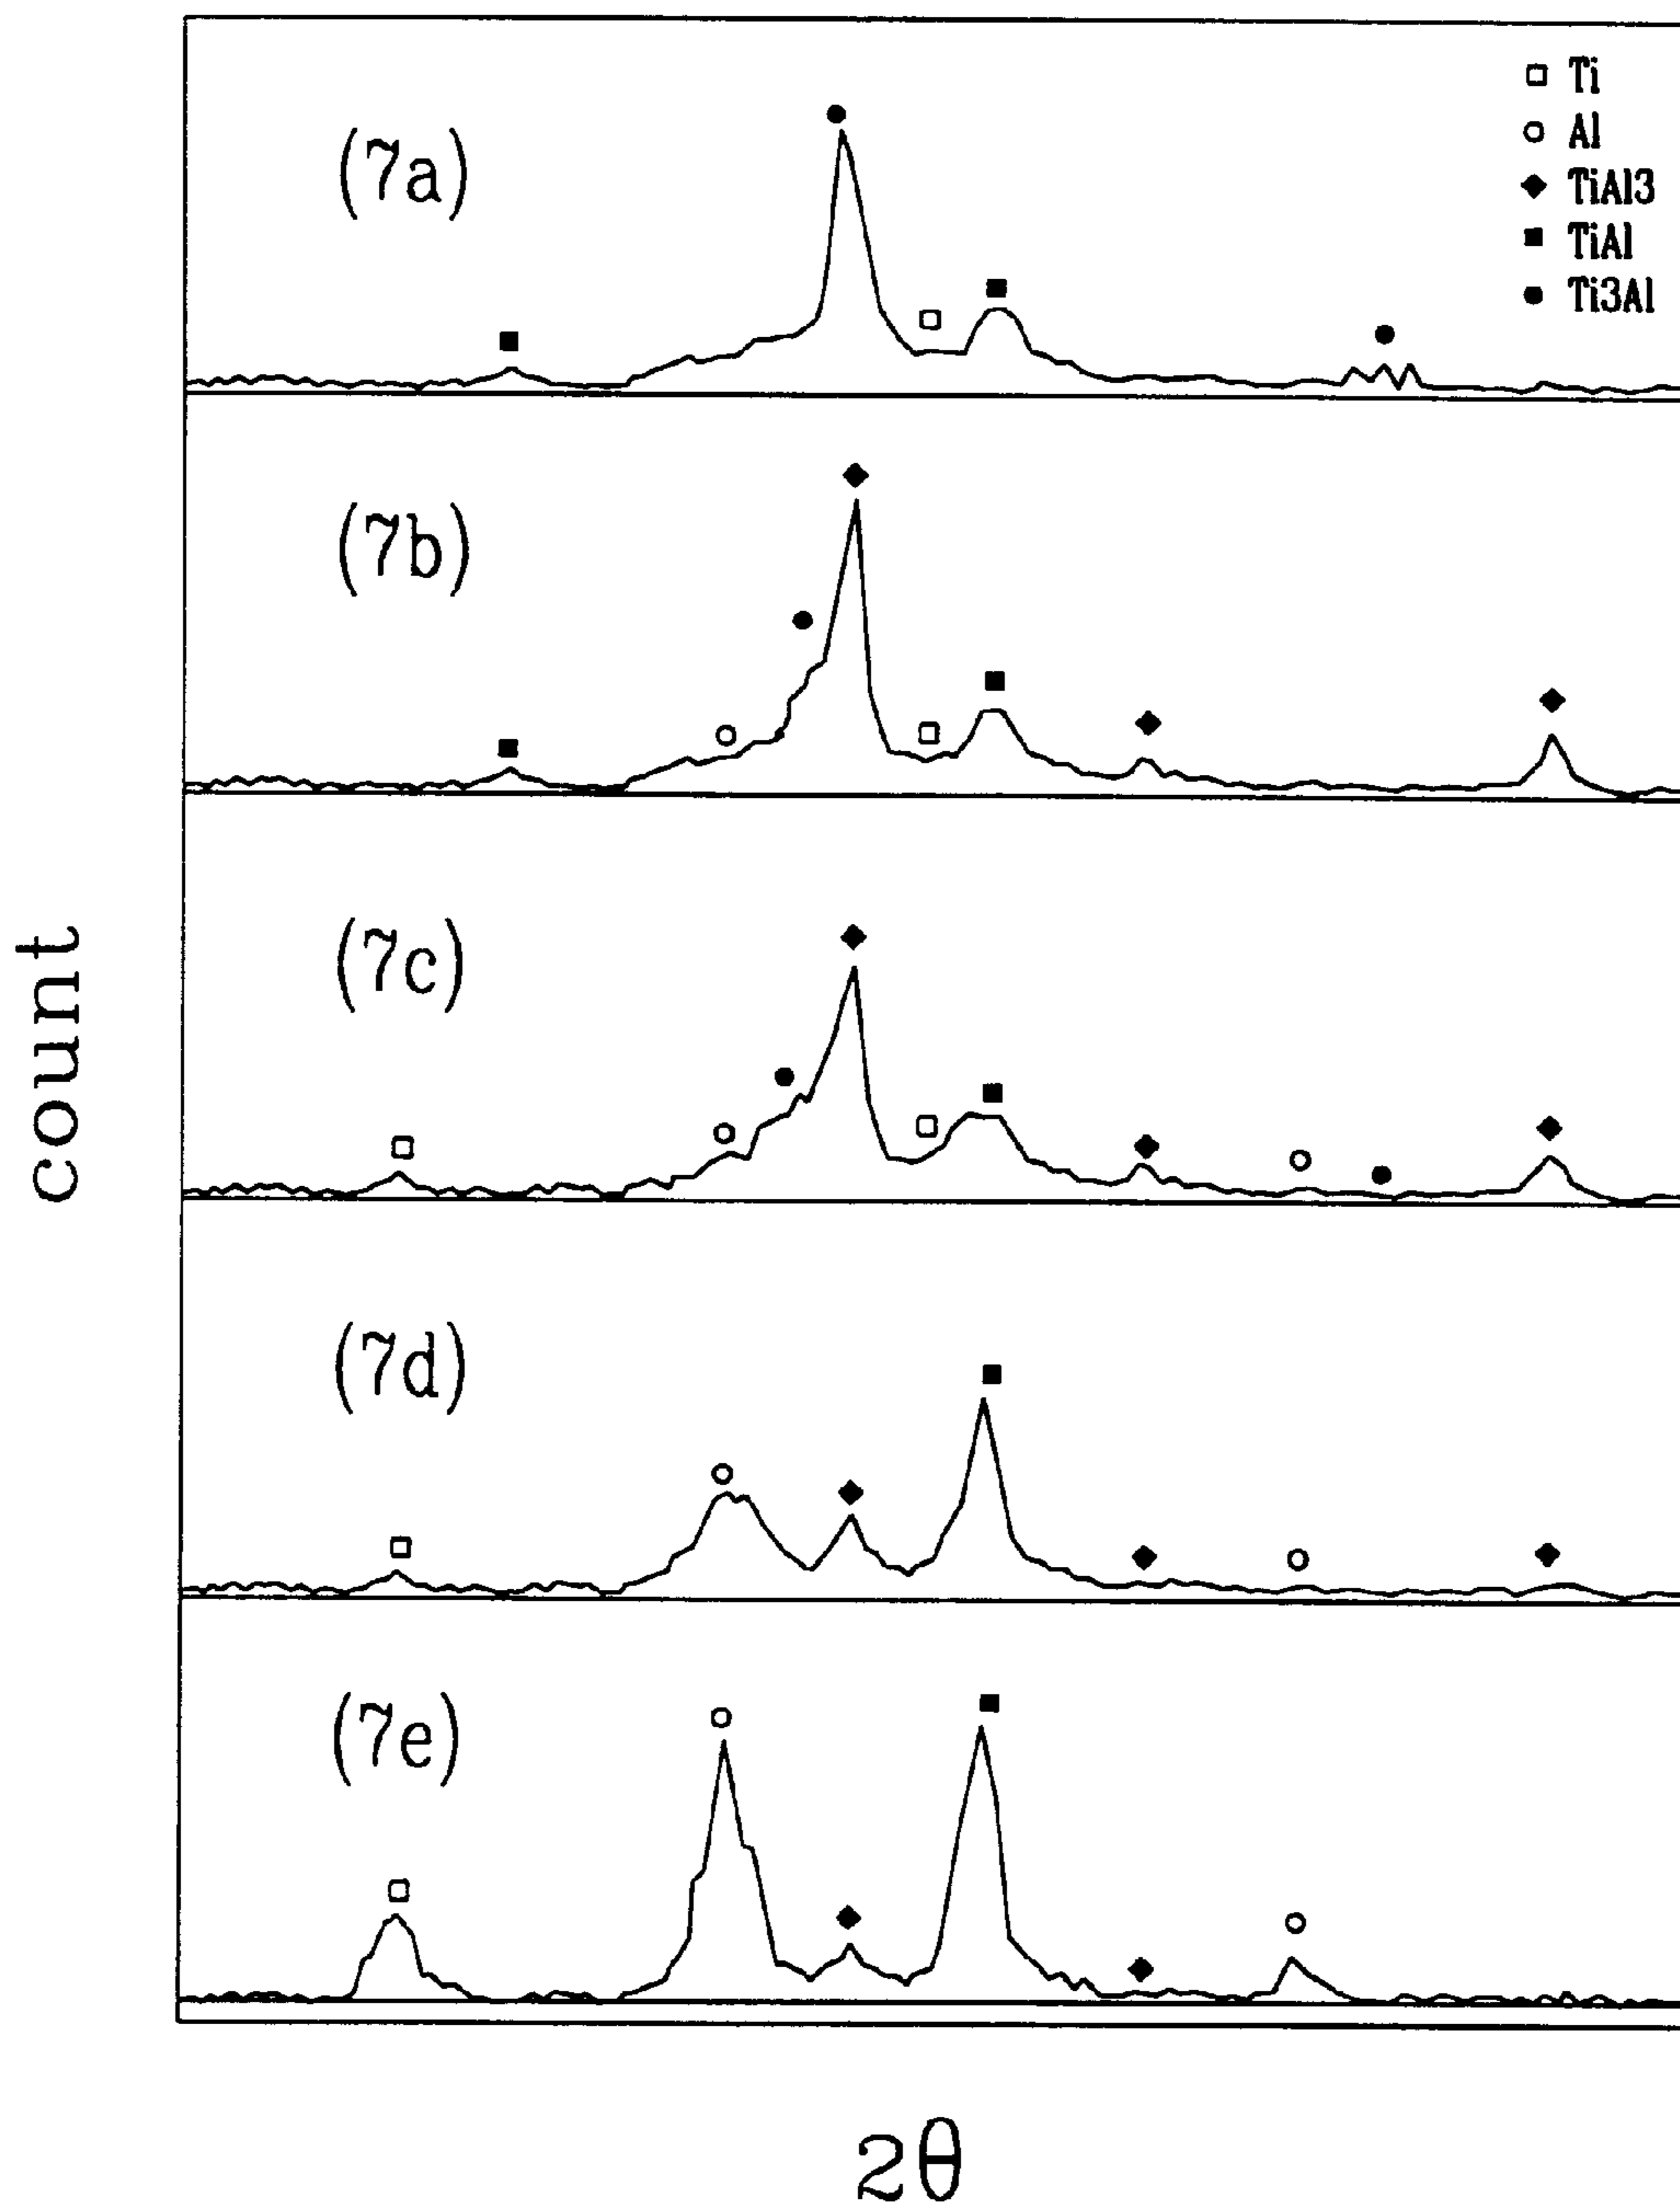 (7a)
Ti
Al
TiAl3
TiAl
Ti3Al
(7b)
(7c)
count
(7d)
(7e)
2θ